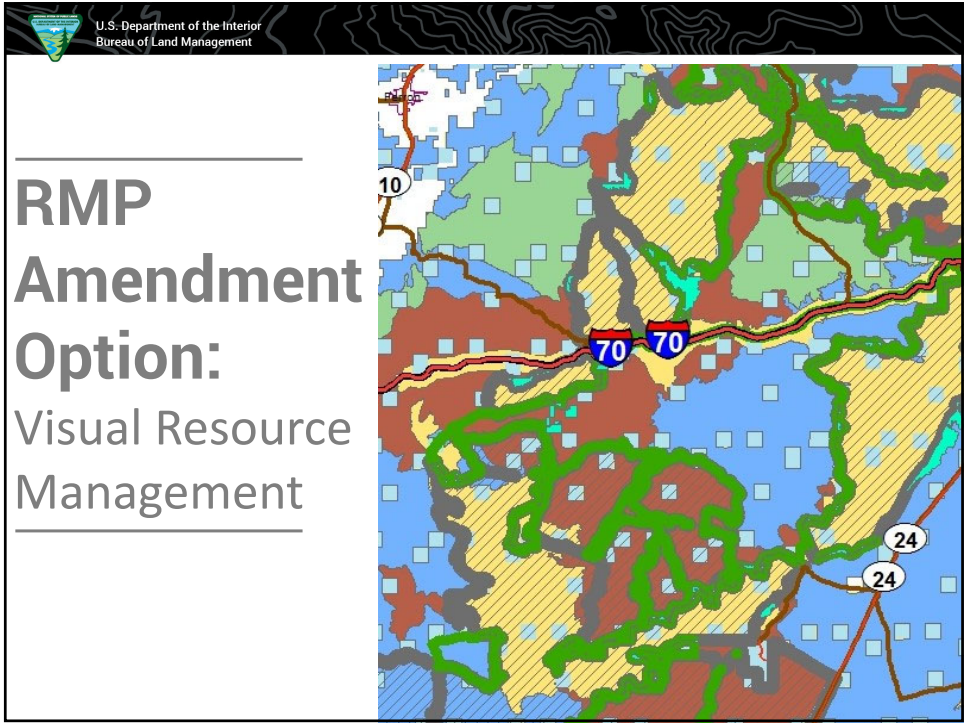 U.S. Department of the Interior
Bureau of Land Management
RMP
Amendment
Option:
Visual Resource
Management
10
70
70
24
24